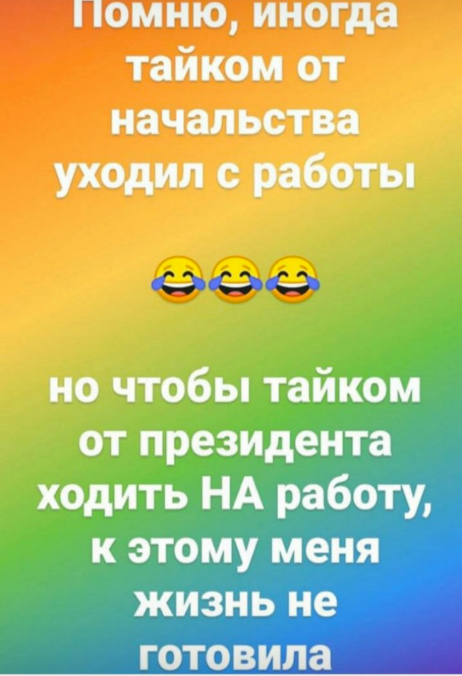 Помню, иногда
тайком от
начальства
уходил с работы
😂😂😂
но чтобы тайком
от президента
ходить НА работу,
к этому меня
жизнь не
готовила